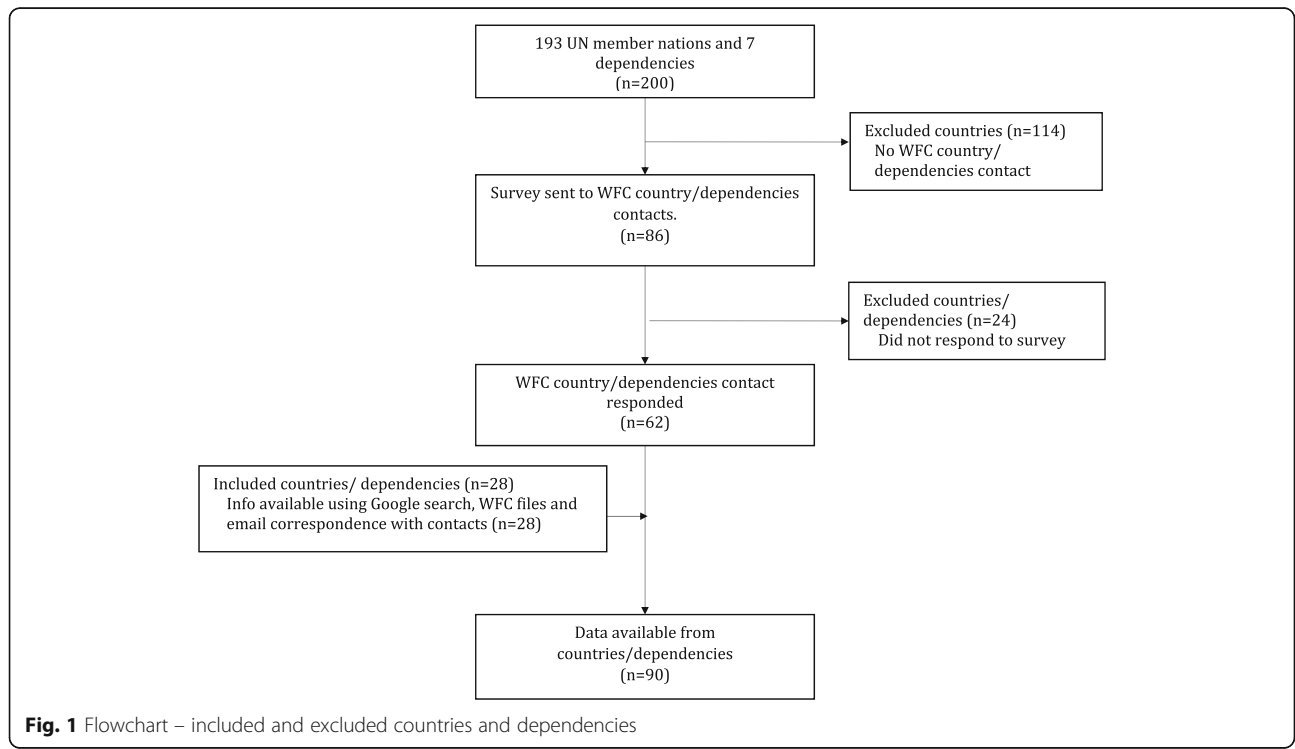 193 UN member nations and 7
dependencies
(n=200)
Excluded countries (n=114)
No WFC country/
dependencies contact
Survey sent to WFC country/dependencies
contacts.
(n=86)
Excluded countries/
dependencies (n=24)
Did not respond to survey
WFC country/dependencies contact
responded
(n=62)
Included countries/ dependencies (n=28)
Info available using Google search, WFC files and
email correspondence with contacts (n=28)
Data available from
countries/dependencies
(n=90)
Fig. 1 Flowchart – included and excluded countries and dependencies